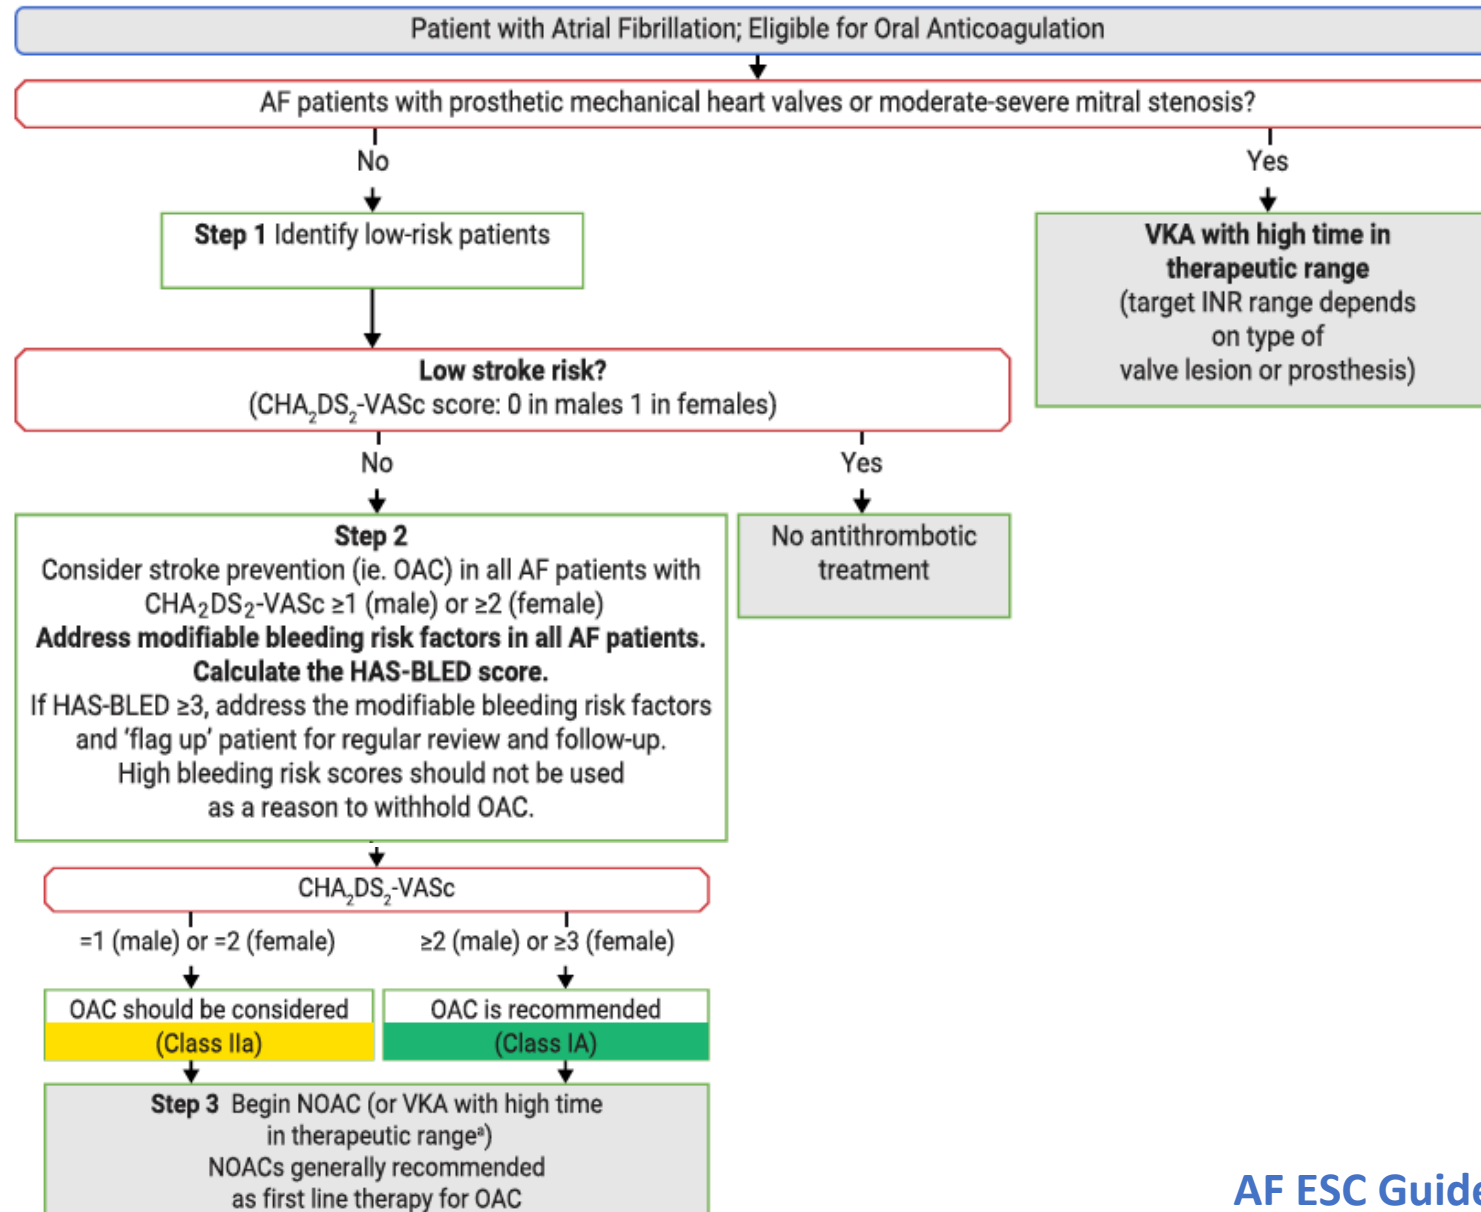 Patient with Atrial Fibrillation; Eligible for Oral Anticoagulation
AF patients with prosthetic mechanical heart valves or moderate-severe mitral stenosis?
No
Yes
Step 1 Identify low-risk patients
VKA with high time in
therapeutic range
(target INR range depends
on type of
valve lesion or prosthesis)
Low stroke risk?
(CHA₂DS₂-VASc score: 0 in males 1 in females)
No
Yes
Step 2
Consider stroke prevention (ie. OAC) in all AF patients with
CHA₂DS₂-VASc ≥1 (male) or ≥2 (female)
Address modifiable bleeding risk factors in all AF patients.
Calculate the HAS-BLED score.
If HAS-BLED ≥3, address the modifiable bleeding risk factors
and ‘flag up’ patient for regular review and follow-up.
High bleeding risk scores should not be used
as a reason to withhold OAC.
No antithrombotic
treatment
CHA₂DS₂-VASc
=1 (male) or =2 (female)
≥2 (male) or ≥3 (female)
OAC should be considered
(Class IIa)
OAC is recommended
(Class IA)
Step 3 Begin NOAC (or VKA with high time
in therapeutic rangeᵃ)
NOACs generally recommended
as first line therapy for OAC
AF ESC Guide